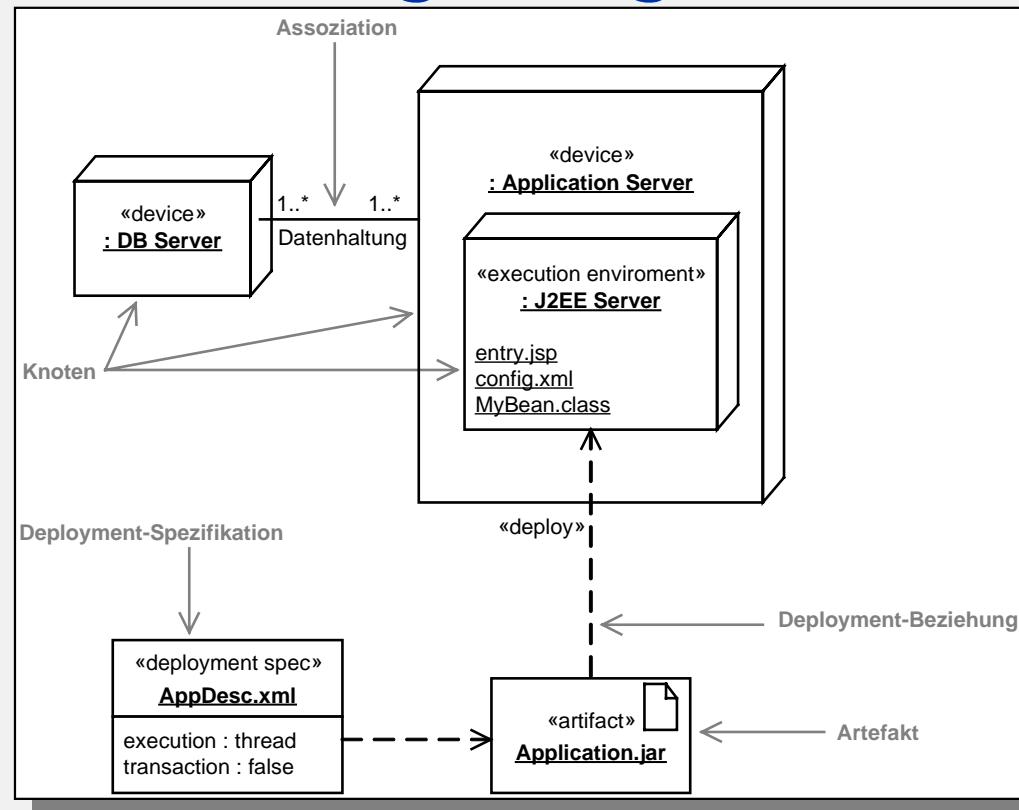 Assoziation
«device»
: Application Server
«device»
: DB Server
1..* 1..*
Datenhaltung
«execution enviroment»
: J2EE Server
entry.jsp
config.xml
MyBean.class
Knoten
«deploy»
Deployment-Spezifikation
Deployment-Beziehung
«deployment spec»
AppDesc.xml
execution : thread
transaction : false
«artifact»
Application.jar
Artefakt